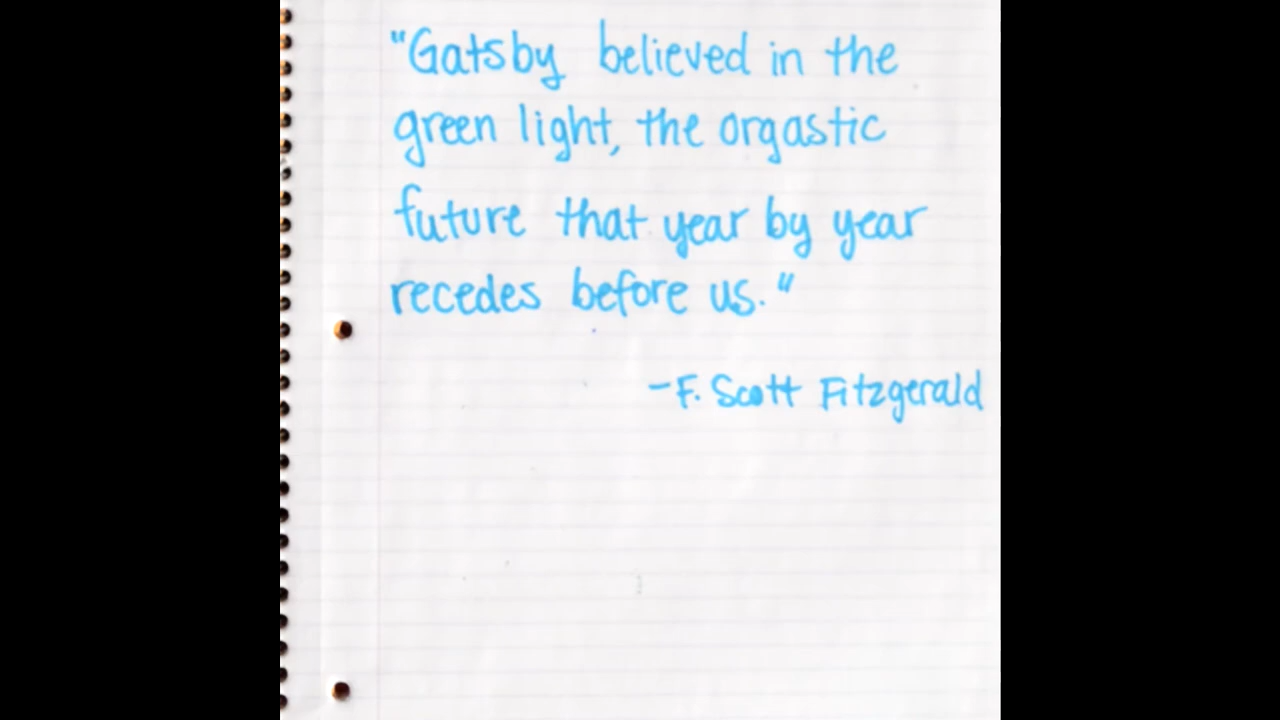 "Gatsby believed in the
green light, the orgastic
future that year by year
recedes before us."
-F. Scott Fitzgerald